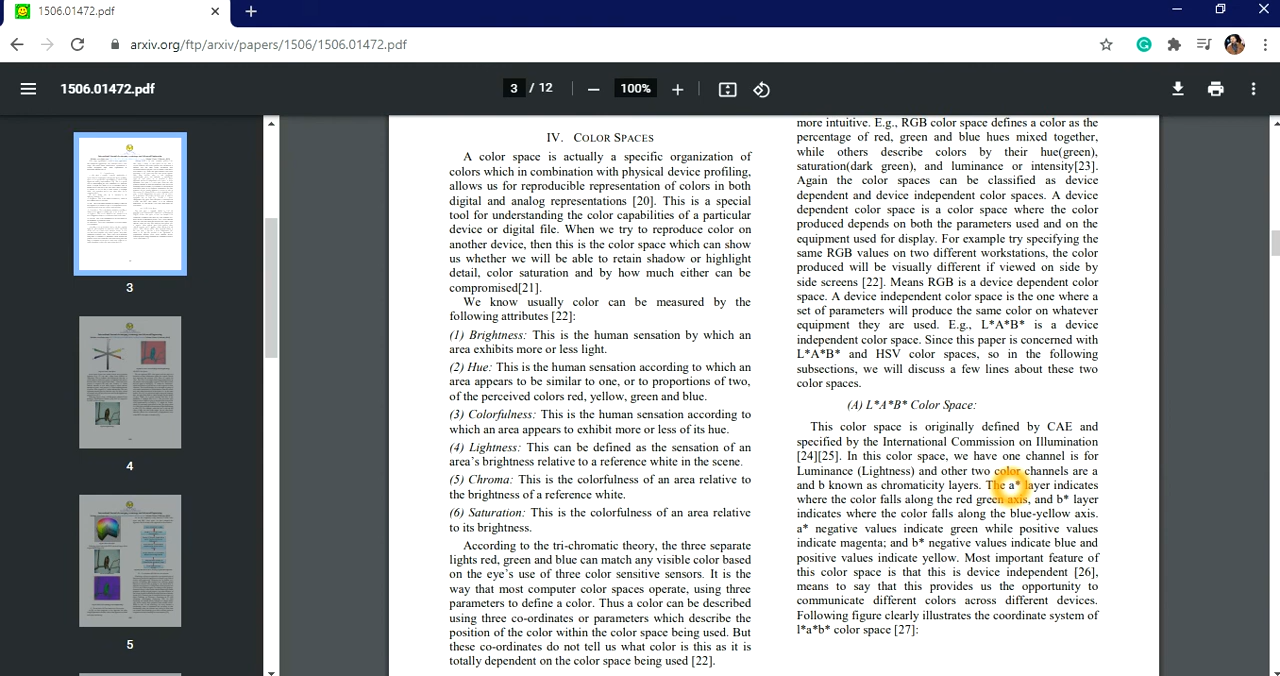 1506.01472.pdf
arxiv.org/ftp/arxiv/papers/1506/1506.01472.pdf
1506.01472.pdf
3 / 12
100%
3
4
5
IV. COLOR SPACES
A color space is actually a specific organization of
colors which in combination with physical device profiling,
allows us for reproducible representation of colors in both
digital and analog representations [20]. This is a special
tool for understanding the color capabilities of a particular
device or digital file. When we try to reproduce color on
another device, then this is the color space which can show
us whether we will be able to retain shadow or highlight
detail, color saturation and by how much either can be
compromised[21].
We know usually color can be measured by the
following attributes [22]:
(1) Brightness: This is the human sensation by which an
area exhibits more or less light.
(2) Hue: This is the human sensation according to which an
area appears to be similar to one, or to proportions of two,
of the perceived colors red, yellow, green and blue.
(3) Colorfulness: This is the human sensation according to
which an area appears to exhibit more or less of its hue.
(4) Lightness: This can be defined as the sensation of an
area's brightness relative to a reference white in the scene.
(5) Chroma: This is the colorfulness of an area relative to
the brightness of a reference white.
(6) Saturation: This is the colorfulness of an area relative
to its brightness.
According to the tri-chromatic theory, the three separate
lights red, green and blue can match any visible color based
on the eye's use of three color sensitive sensors. It is the
way that most computer color spaces operate, using three
parameters to define a color. Thus a color can be described
using three co-ordinates or parameters which describe the
position of the color within the color space being used. But
these co-ordinates do not tell us what color is this as it is
totally dependent on the color space being used [22].
more intuitive. E.g., RGB color space defines a color as the
percentage of red, green and blue hues mixed together,
while others describe colors by their hue(green),
saturation(dark green), and luminance or intensity[23].
Again the color spaces can be classified as device
dependent and device independent color spaces. A device
dependent color space is a color space where the color
produced depends on both the parameters used and on the
equipment used for display. For example try specifying the
same RGB values on two different workstations, the color
produced will be visually different if viewed on side by
side screens [22]. Means RGB is a device dependent color
space. A device independent color space is the one where a
set of parameters will produce the same color on whatever
equipment they are used. E.g., L*A*B* is a device
independent color space. Since this paper is concerned with
L*A*B* and HSV color spaces, so in the following
subsections, we will discuss a few lines about these two
color spaces.
(A) L*A*B* Color Space:
This color space is originally defined by CAE and
specified by the International Commission on Illumination
[24][25]. In this color space, we have one channel is for
Luminance (Lightness) and other two color channels are a
and b known as chromaticity layers. The a* layer indicates
where the color falls along the red green axis, and b* layer
indicates where the color falls along the blue-yellow axis.
a* negative values indicate green while positive values
indicate magenta; and b* negative values indicate blue and
positive values indicate yellow. Most important feature of
this color space is that this is device independent [26],
means to say that this provides us the opportunity to
communicate different colors across different devices.
Following figure clearly illustrates the coordinate system of
l*a*b* color space [27]: